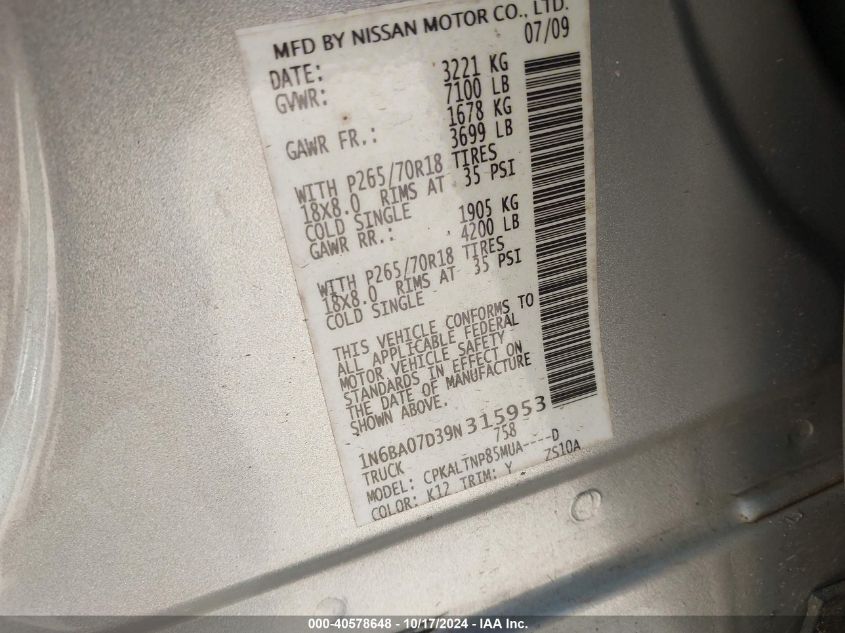 MFD BY NISSAN MOTOR CO., LTD.
DATE: 07/09
GVWR: 3221 KG
7100 LB
GAWR FR.: 1678 KG
3699 LB
WITH P265/70R18 TIRES
18X8.0 RIMS AT 35 PSI
COLD SINGLE
GAWR RR.: 1905 KG
4200 LB
WITH P265/70R18 TIRES
18X8.0 RIMS AT 35 PSI
COLD SINGLE
THIS VEHICLE CONFORMS TO
ALL APPLICABLE FEDERAL
MOTOR VEHICLE SAFETY
STANDARDS IN EFFECT ON
THE DATE OF MANUFACTURE
SHOWN ABOVE.
1N6BA07D39N315953
TRUCK 758
MODEL: CPKALTNP85MUA----D
COLOR: K12 TRIM: Y ZS10A
000-40578648 - 10/17/2024 - IAA Inc.